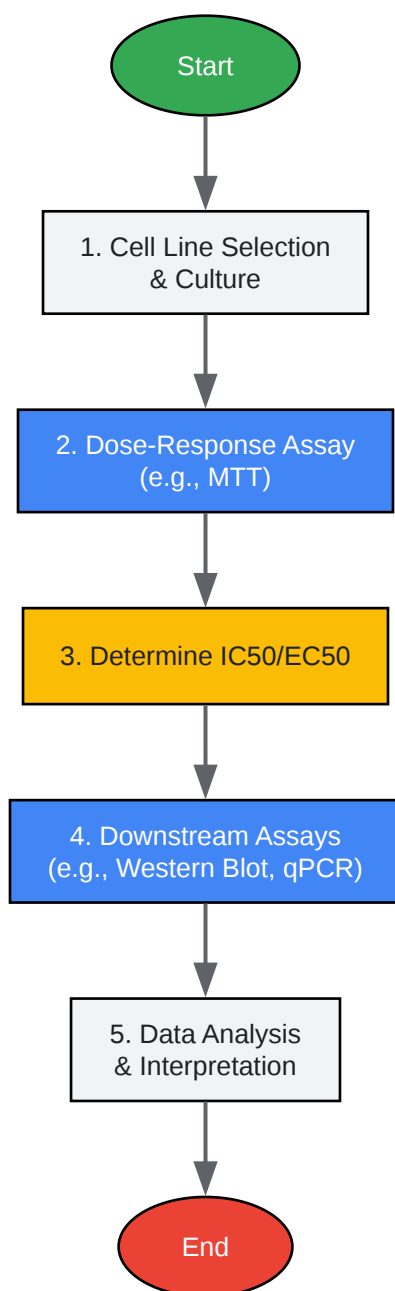 Start
1. Cell Line Selection
& Culture
2. Dose-Response Assay
(e.g., MTT)
3. Determine IC50/EC50
4. Downstream Assays
(e.g., Western Blot, qPCR)
5. Data Analysis
& Interpretation
End